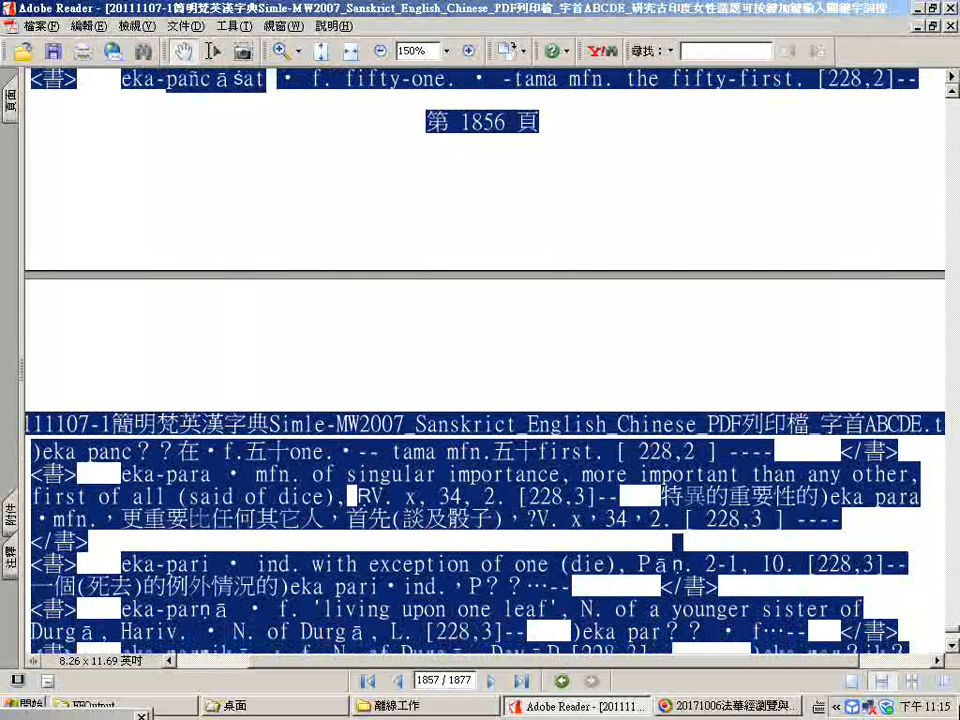 Adobe Reader - [20111107-1簡明梵英漢字典Simle-MW2007_Sanskrict_English_Chinese_PDF列印檔_字首ABCDE_研究古印度女性議題可按鍵加鍵輸入關鍵字詞搜
檔案(F) 編輯(E) 檢視(V) 文件(D) 工具(T) 視窗(W) 說明(H)
150% Y! 尋找：
頁面
<書> eka-pañcāśat ・ f. fifty-one. ・ -tama mfn. the fifty-first. [228,2]--
第 1856 頁
111107-1簡明梵英漢字典Simle-MW2007_Sanskrict_English_Chinese_PDF列印檔_字首ABCDE.t
)eka panc？？在・f.五十one.・-- tama mfn.五十first. [ 228,2 ] ---- </書>
<書> eka-para ・ mfn. of singular importance, more important than any other,
first of all (said of dice), RV. x, 34, 2. [228,3]-- 特異的重要性的)eka para
・mfn.，更重要比任何其它人，首先(談及骰子)，?V. x，34，2. [ 228,3 ] ----
</書>
<書> eka-pari ・ ind. with exception of one (die), Pāṇ. 2-1, 10. [228,3]--
一個(死去)的例外情況的)eka pari・ind.，P？？…-- </書>
<書> eka-parṇā ・ f. 'living upon one leaf', N. of a younger sister of
Durgā, Hariv. ・ N. of Durgā, L. [228,3]-- )eka par？？ ・ f…-- </書>
附件
註釋
8.26 x 11.69 英吋
1857 / 1877
開始 FFOutput 桌面 離線工作 Adobe Reader - [2011... 20171006法華經瀏覽與... 下午 11:15